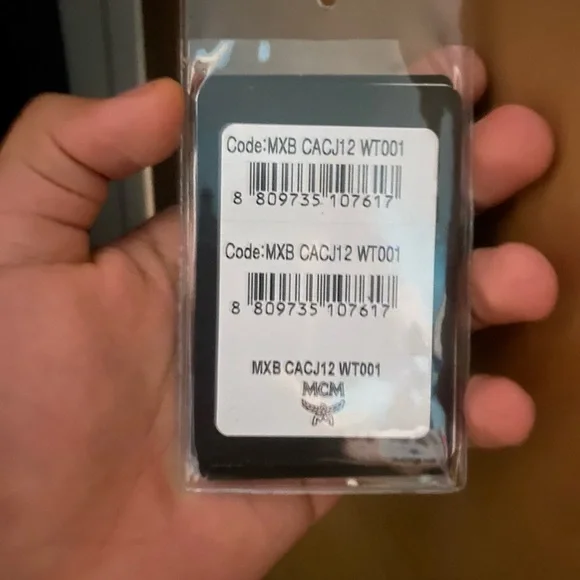 Code:MXB CACJ12 WT001
8 809735 107617
Code:MXB CACJ12 WT001
8 809735 107617
MXB CACJ12 WT001
MCM